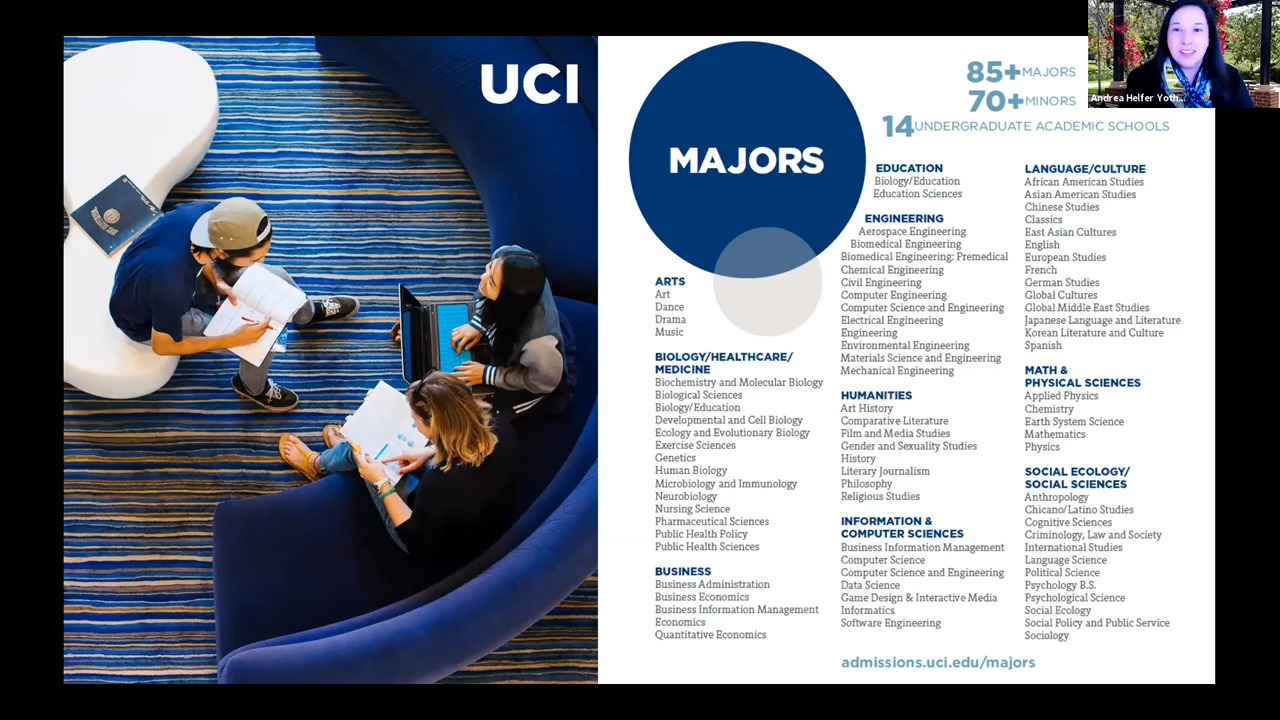 UCI
MAJORS
85+ MAJORS
70+ MINORS
14 UNDERGRADUATE ACADEMIC SCHOOLS
Andrea Helfer Yoth...
ARTS
Art
Dance
Drama
Music
BIOLOGY/HEALTHCARE/
MEDICINE
Biochemistry and Molecular Biology
Biological Sciences
Biology/Education
Developmental and Cell Biology
Ecology and Evolutionary Biology
Exercise Sciences
Genetics
Human Biology
Microbiology and Immunology
Neurobiology
Nursing Science
Pharmaceutical Sciences
Public Health Policy
Public Health Sciences
BUSINESS
Business Administration
Business Economics
Business Information Management
Economics
Quantitative Economics
EDUCATION
Biology/Education
Education Sciences
ENGINEERING
Aerospace Engineering
Biomedical Engineering
Biomedical Engineering: Premedical
Chemical Engineering
Civil Engineering
Computer Engineering
Computer Science and Engineering
Electrical Engineering
Engineering
Environmental Engineering
Materials Science and Engineering
Mechanical Engineering
HUMANITIES
Art History
Comparative Literature
Film and Media Studies
Gender and Sexuality Studies
History
Literary Journalism
Philosophy
Religious Studies
INFORMATION &
COMPUTER SCIENCES
Business Information Management
Computer Science
Computer Science and Engineering
Data Science
Game Design & Interactive Media
Informatics
Software Engineering
LANGUAGE/CULTURE
African American Studies
Asian American Studies
Chinese Studies
Classics
East Asian Cultures
English
European Studies
French
German Studies
Global Cultures
Global Middle East Studies
Japanese Language and Literature
Korean Literature and Culture
Spanish
MATH &
PHYSICAL SCIENCES
Applied Physics
Chemistry
Earth System Science
Mathematics
Physics
SOCIAL ECOLOGY/
SOCIAL SCIENCES
Anthropology
Chicano/Latino Studies
Cognitive Sciences
Criminology, Law and Society
International Studies
Language Science
Political Science
Psychology B.S.
Psychological Science
Social Ecology
Social Policy and Public Service
Sociology
admissions.uci.edu/majors